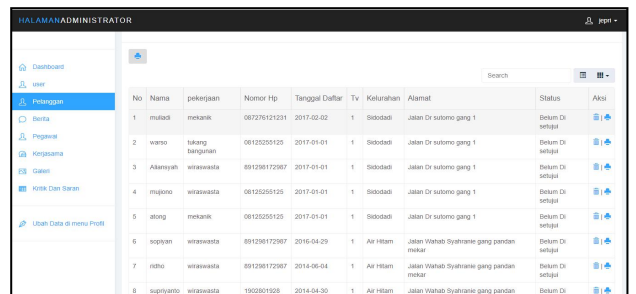 HALAMANADMINISTRATOR jepri
Dashboard
user
Pelanggan
Berita
Pegawai
Kerjasama
Galeri
Kritik Dan Saran
Ubah Data di menu Profil
Search
No Nama pekerjaan Nomor Hp Tanggal Daftar Tv Kelurahan Alamat Status Aksi
1 muliadi mekanik 087276121231 2017-02-02 1 Sidodadi Jalan Dr sutomo gang 1 Belum Di
setujui |
2 warso tukang 08125255125 2017-01-01 1 Sidodadi Jalan Dr sutomo gang 1 Belum Di
bangunan setujui |
3 Aliansyah wiraswasta 891298172987 2017-01-01 1 Sidodadi Jalan Dr sutomo gang 1 Belum Di
setujui |
4 mujiono wiraswasta 08125255125 2017-01-01 1 Sidodadi Jalan Dr sutomo gang 1 Belum Di
setujui |
5 atong mekanik 08125255125 2017-01-01 1 Sidodadi Jalan Dr sutomo gang 1 Belum Di
setujui |
6 sopiyan wiraswasta 891298172987 2016-04-29 1 Air Hitam Jalan Wahab Syahranie gang pandan Belum Di
mekar setujui |
7 ridho wiraswasta 891298172987 2014-06-04 1 Air Hitam Jalan Wahab Syahranie gang pandan Belum Di
mekar setujui |
8 supriyanto wiraswasta 1902801928 2014-04-30 1 Air Hitam Jalan Wahab Syahranie gang pandan Belum Di |